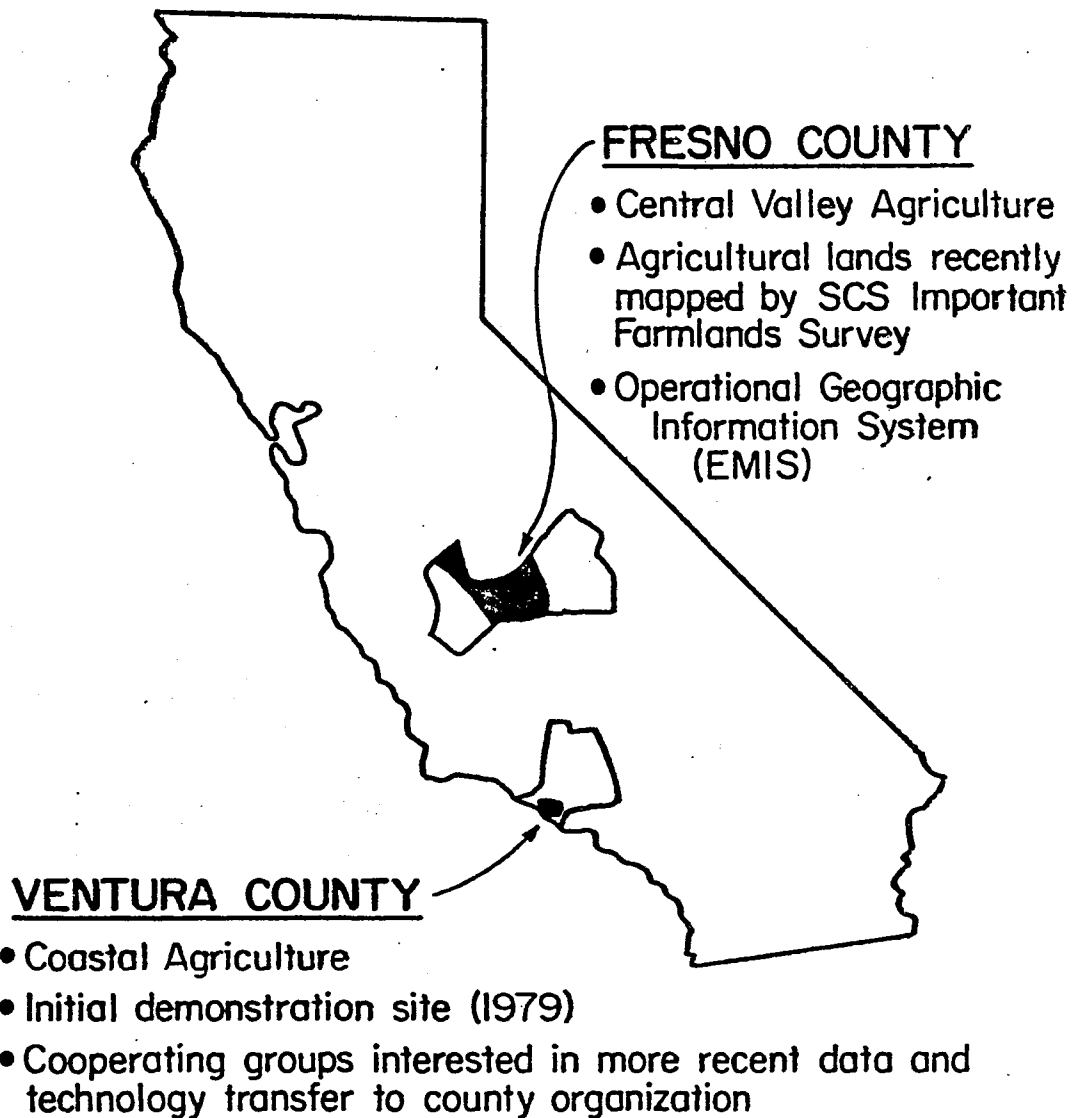 FRESNO COUNTY
• Central Valley Agriculture
• Agricultural lands recently
mapped by SCS Important
Farmlands Survey
• Operational Geographic
Information System
(EMIS)
VENTURA COUNTY
• Coastal Agriculture
• Initial demonstration site (1979)
• Cooperating groups interested in more recent data and
technology transfer to county organization